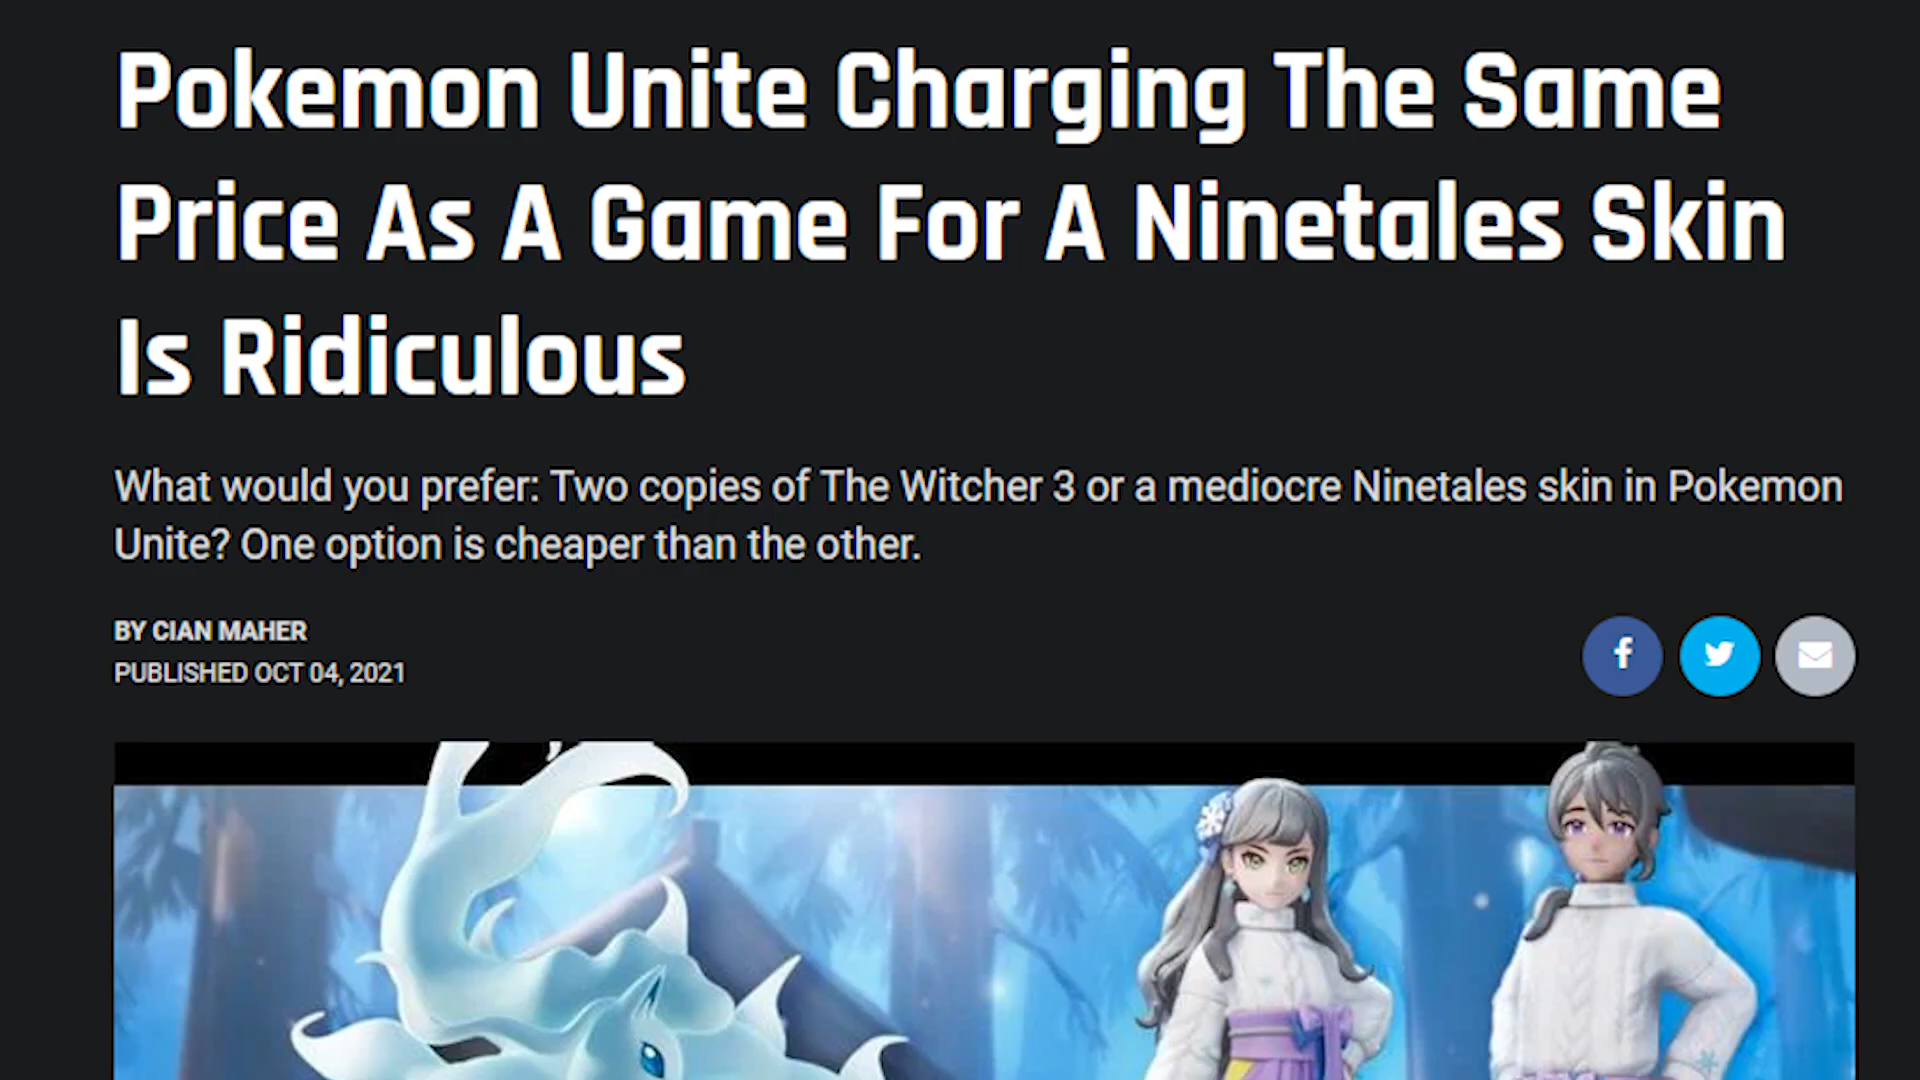 Pokemon Unite Charging The Same
Price As A Game For A Ninetales Skin
Is Ridiculous
What would you prefer: Two copies of The Witcher 3 or a mediocre Ninetales skin in Pokemon
Unite? One option is cheaper than the other.
BY CIAN MAHER
PUBLISHED OCT 04, 2021